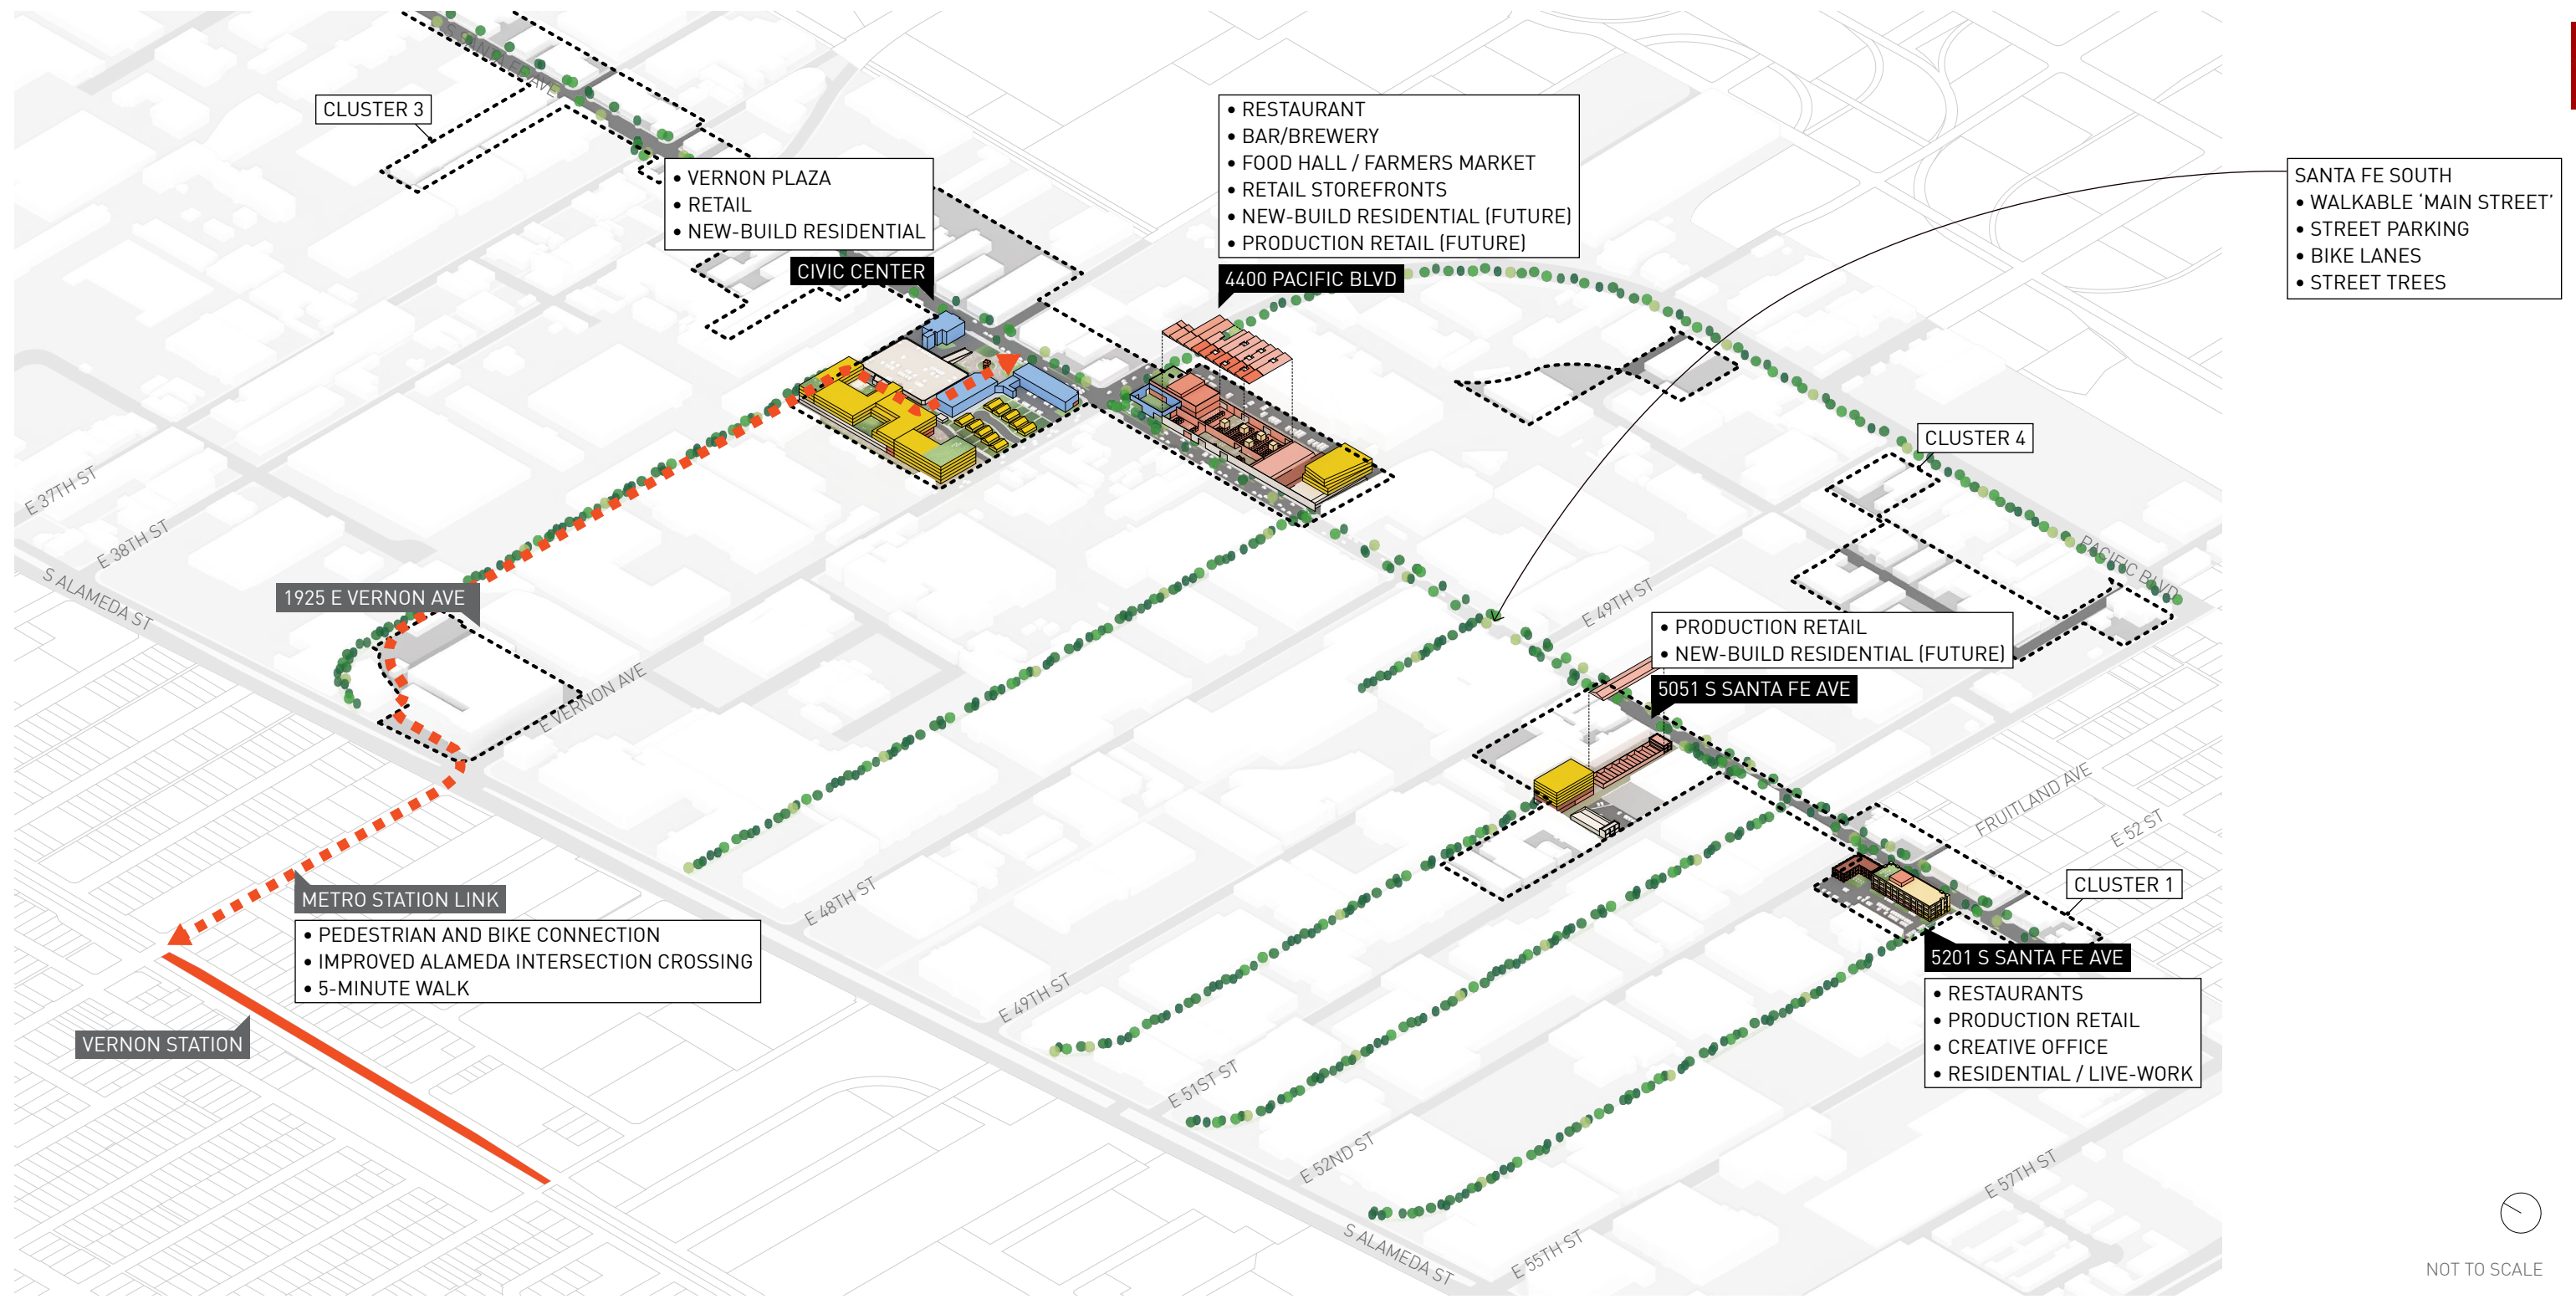 S SANTA FE AVE
CLUSTER 3
• VERNON PLAZA
• RETAIL
• NEW-BUILD RESIDENTIAL
CIVIC CENTER
• RESTAURANT
• BAR/BREWERY
• FOOD HALL / FARMERS MARKET
• RETAIL STOREFRONTS
• NEW-BUILD RESIDENTIAL (FUTURE)
• PRODUCTION RETAIL (FUTURE)
4400 PACIFIC BLVD
SANTA FE SOUTH
• WALKABLE ‘MAIN STREET’
• STREET PARKING
• BIKE LANES
• STREET TREES
CLUSTER 4
PACIFIC BLVD
E 37TH ST
E 38TH ST
S ALAMEDA ST
1925 E VERNON AVE
E VERNON AVE
E 49TH ST
• PRODUCTION RETAIL
• NEW-BUILD RESIDENTIAL (FUTURE)
5051 S SANTA FE AVE
FRUITLAND AVE
E 52 ST
CLUSTER 1
METRO STATION LINK
• PEDESTRIAN AND BIKE CONNECTION
• IMPROVED ALAMEDA INTERSECTION CROSSING
• 5-MINUTE WALK
VERNON STATION
E 48TH ST
E 49TH ST
E 51ST ST
E 52ND ST
S ALAMEDA ST
E 55TH ST
E 57TH ST
5201 S SANTA FE AVE
• RESTAURANTS
• PRODUCTION RETAIL
• CREATIVE OFFICE
• RESIDENTIAL / LIVE-WORK
NOT TO SCALE